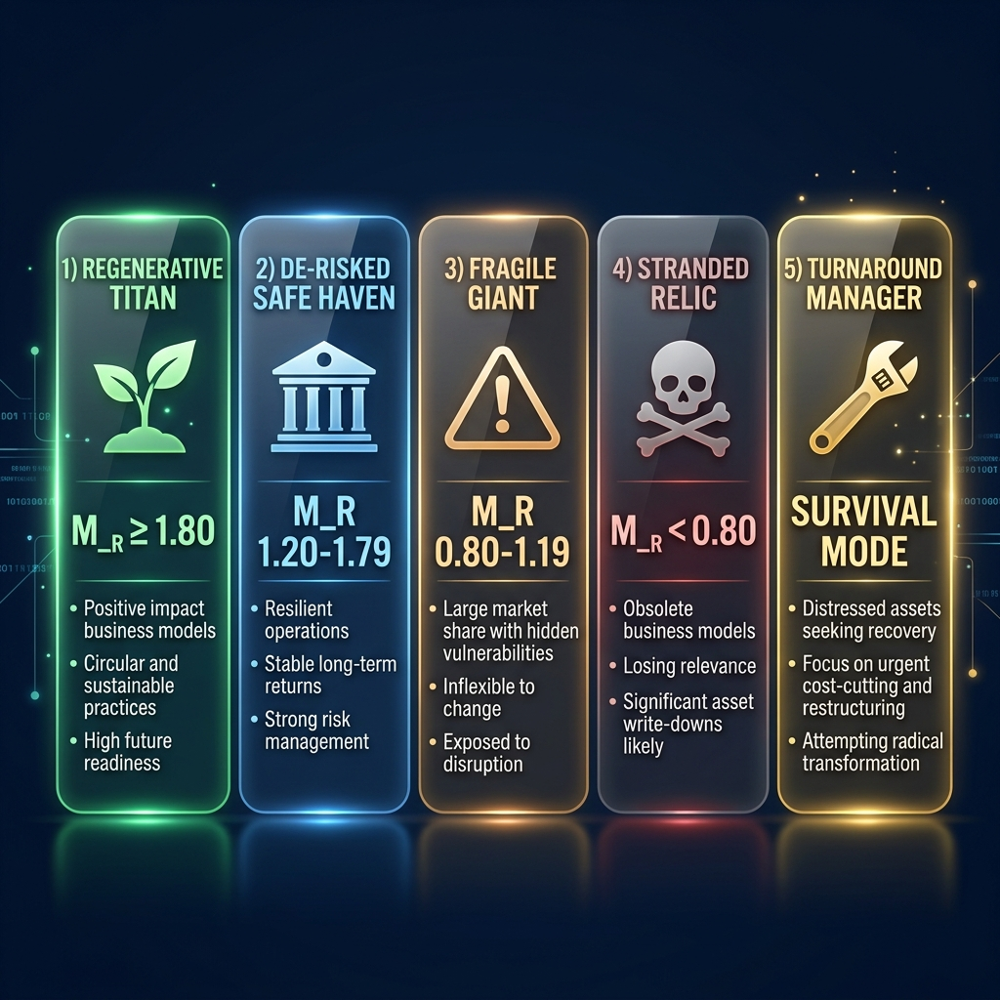 1) REGENERATIVE
TITAN
M_R ≥ 1.80
• Positive impact
business models
• Circular and
sustainable
practices
• High future
readiness
2) DE-RISKED
SAFE HAVEN
M_R
1.20-1.79
• Resilient
operations
• Stable long-term
returns
• Strong risk
management
3) FRAGILE
GIANT
M_R
0.80-1.19
• Large market
share with hidden
vulnerabilities
• Inflexible to
change
• Exposed to
disruption
4) STRANDED
RELIC
M_R < 0.80
• Obsolete
business models
• Losing relevance
• Significant asset
write-downs
likely
5) TURNAROUND
MANAGER
SURVIVAL
MODE
• Distressed assets
seeking recovery
• Focus on urgent
cost-cutting and
restructuring
• Attempting radical
transformation